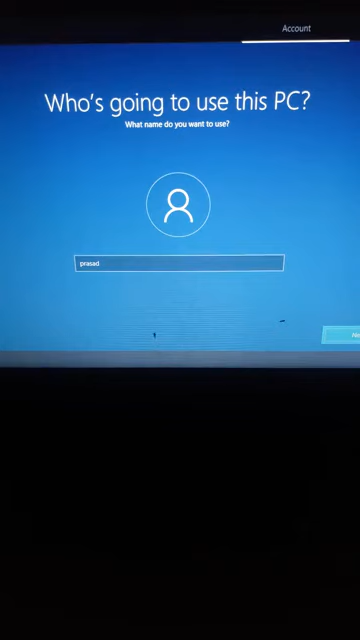 Account
Who's going to use this PC?
What name do you want to use?
prasad